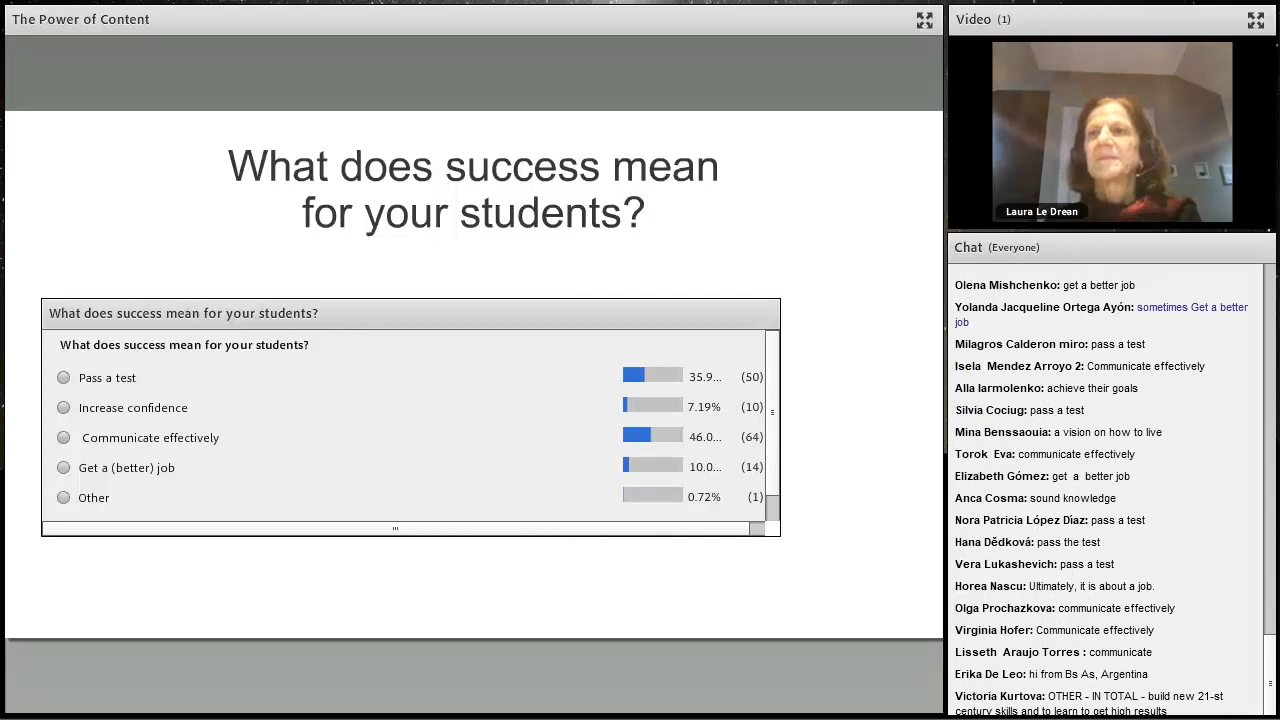 The Power of Content
What does success mean
for your students?
What does success mean for your students?
What does success mean for your students?
Pass a test 35.9... (50)
Increase confidence 7.19% (10)
Communicate effectively 46.0... (64)
Get a (better) job 10.0... (14)
Other 0.72% (1)
Video (1)
Laura Le Drean
Chat (Everyone)
Olena Mishchenko: get a better job
Yolanda Jacqueline Ortega Ayón: sometimes Get a better
job
Milagros Calderon miro: pass a test
Isela Mendez Arroyo 2: Communicate effectively
Alla Iarmolenko: achieve their goals
Silvia Cociug: pass a test
Mina Benssaouia: a vision on how to live
Torok Eva: communicate effectively
Elizabeth Gómez: get a better job
Anca Cosma: sound knowledge
Nora Patricia López Díaz: pass a test
Hana Dědková: pass the test
Vera Lukashevich: pass a test
Horea Nascu: Ultimately, it is about a job.
Olga Prochazkova: communicate effectively
Virginia Hofer: Communicate effectively
Lisseth Araujo Torres : communicate
Erika De Leo: hi from Bs As, Argentina
Victoria Kurtova: OTHER - IN TOTAL - build new 21-st
century skills and to learn to get high results